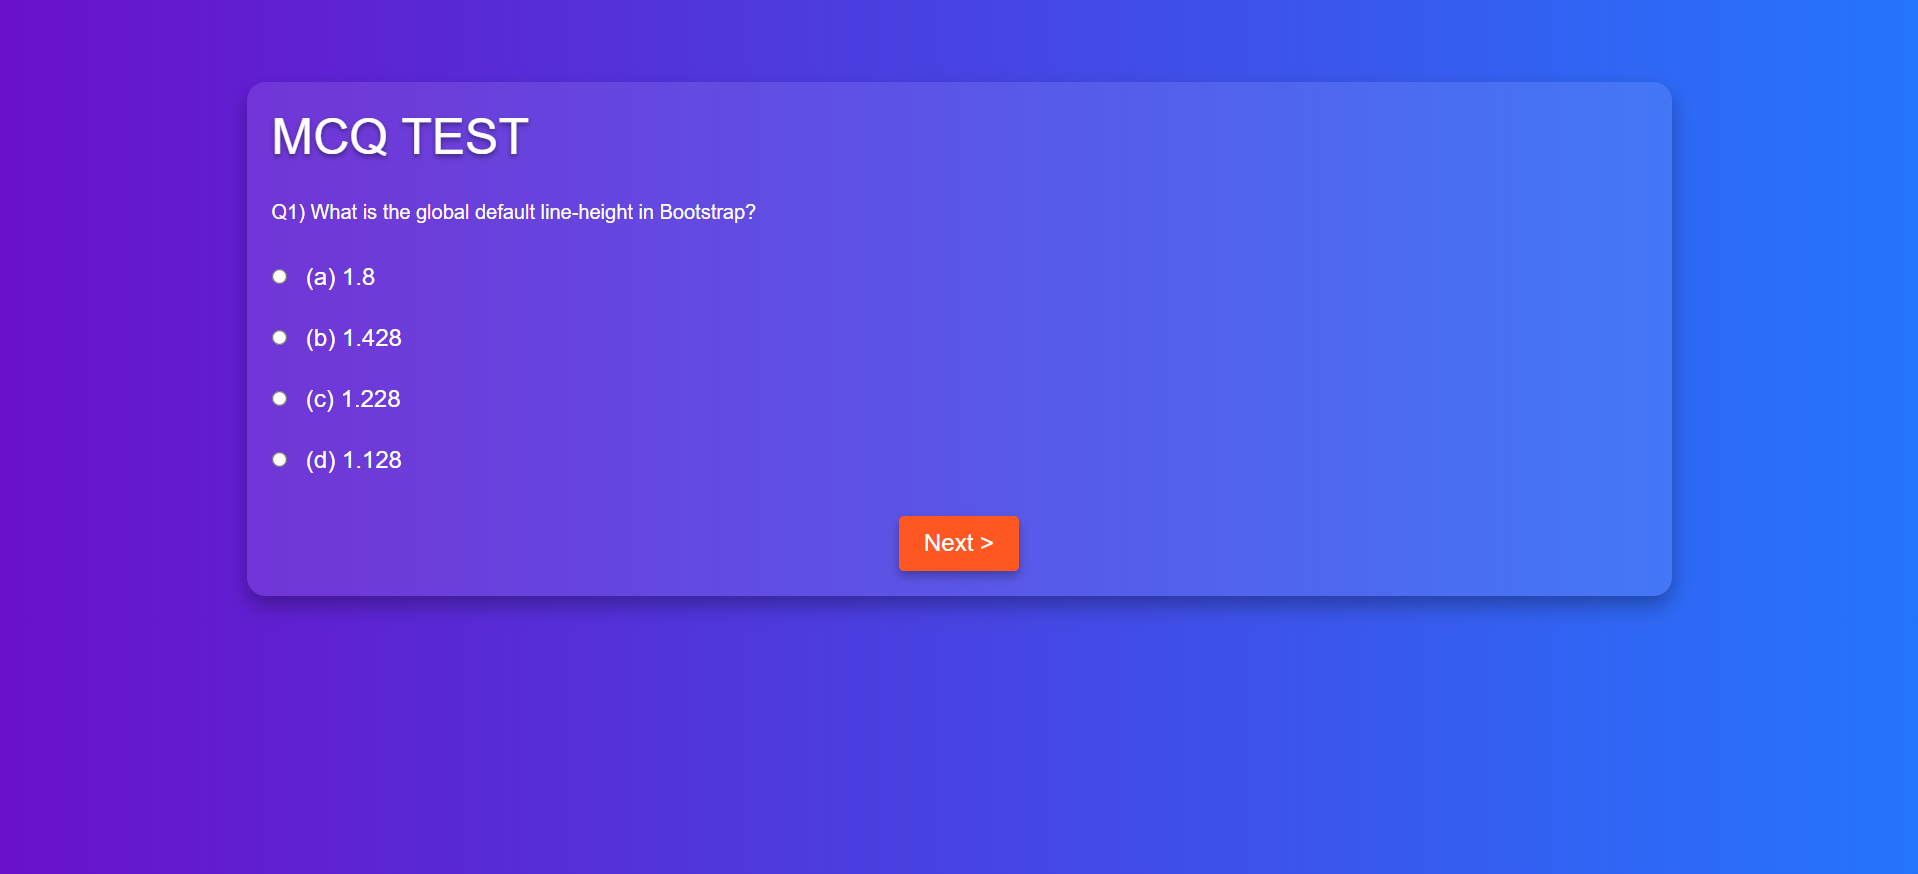 MCQ TEST
Q1) What is the global default line-height in Bootstrap?
(a) 1.8
(b) 1.428
(c) 1.228
(d) 1.128
Next >